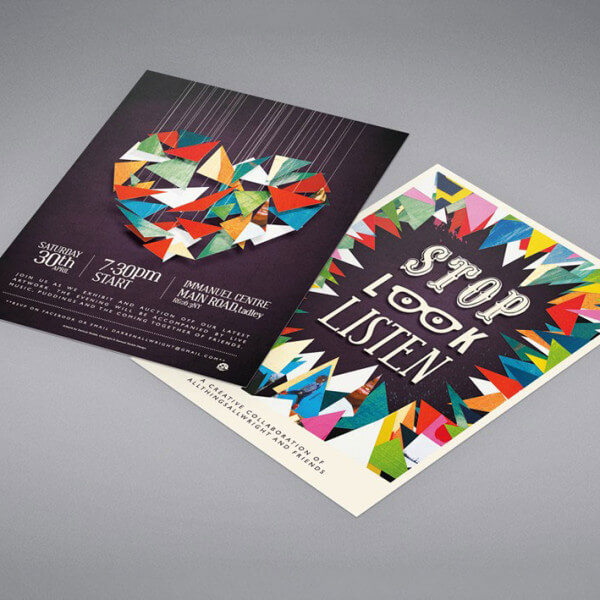 SATURDAY
30th
APRIL
7:30pm
START
IMMANUEL CENTRE
MAIN ROAD, tadley
JOIN US AS WE EXHIBIT AND AUCTION OFF OUR LATEST
ARTWORK. THE EVENING WILL BE ACCOMPANIED BY LIVE
MUSIC, PUDDINGS AND THE COMING TOGETHER OF FRIENDS.
STOP
LOOK
LISTEN
A CREATIVE COLLABORATION OF
ALLTHINGSALLWRIGHT AND FRIENDS